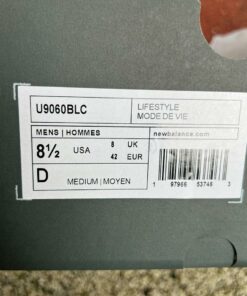 U9060BLC
LIFESTYLE
MODE DE VIE
MENS | HOMMES
newbalance.com
8½ USA 8 UK
42 EUR
D MEDIUM | MOYEN
1 97966 53746 3